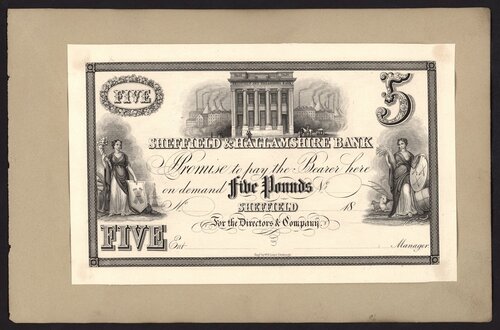 FIVE
5
SHEFFIELD & HALLAMSHIRE BANK
Promise to pay the Bearer here
on demand Five Pounds No
SHEFFIELD 18
For the Directors & Company,
FIVE Ent
Manager